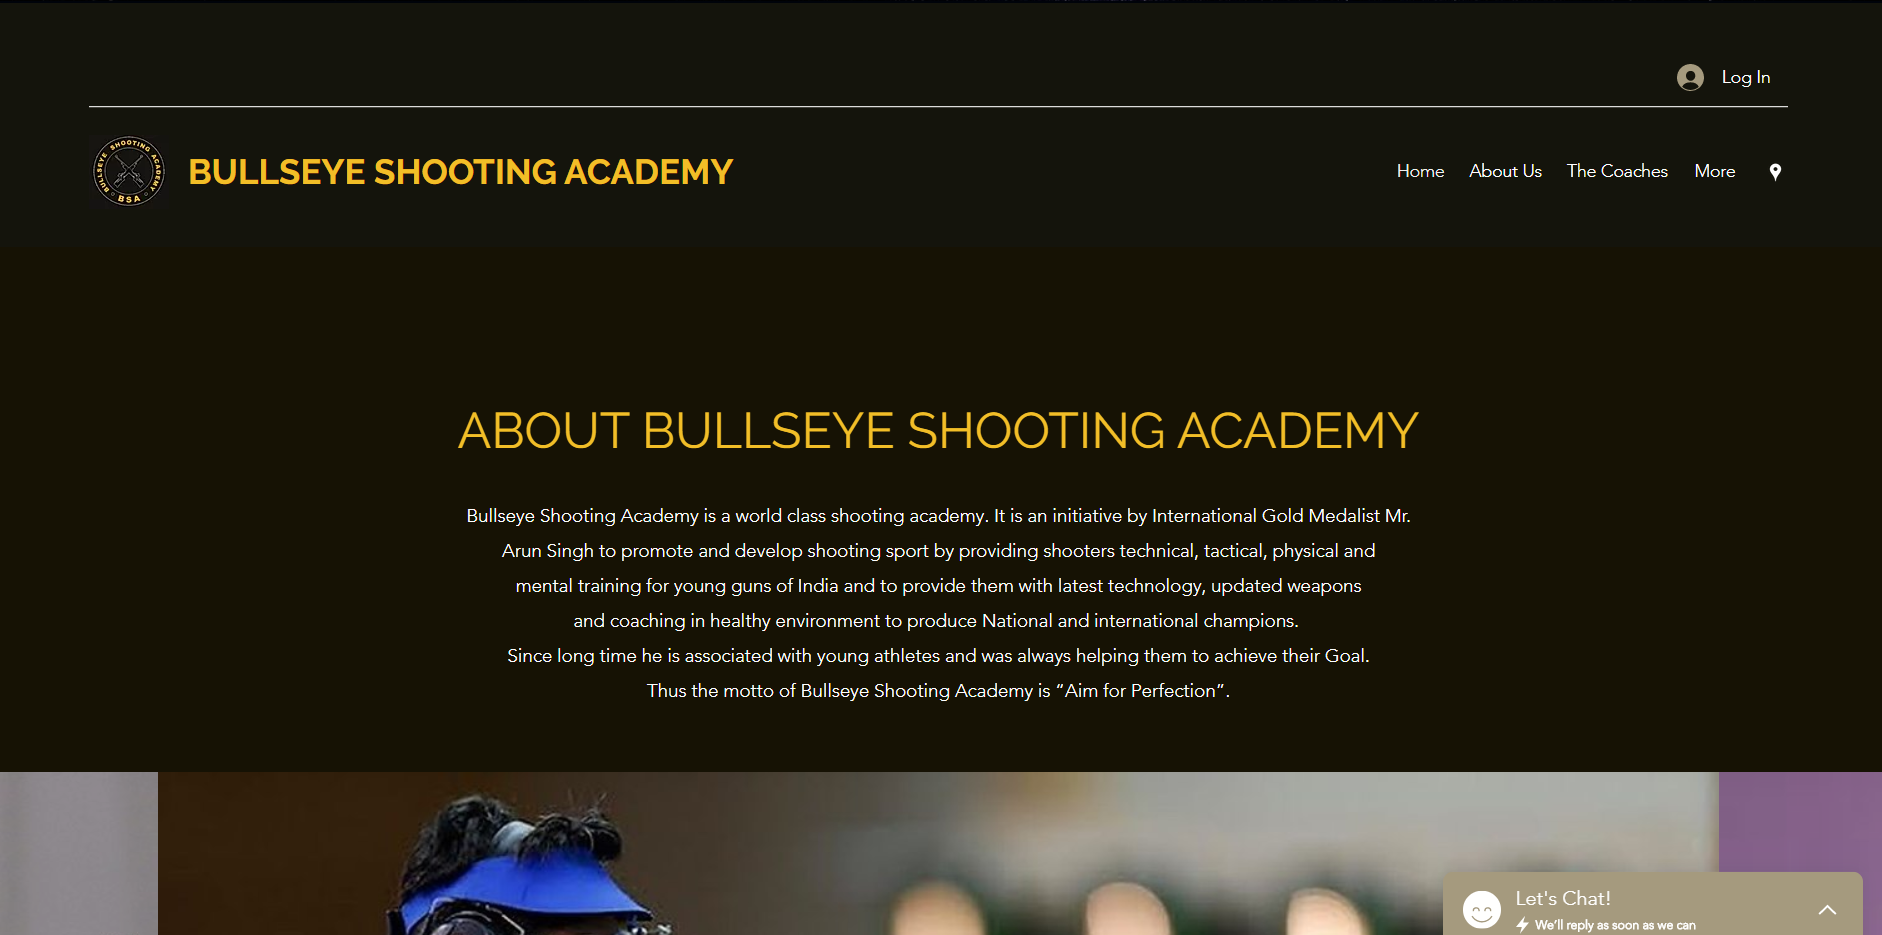 Log In
BULLSEYE SHOOTING ACADEMY
BSA
BULLSEYE SHOOTING ACADEMY
Home About Us The Coaches More
ABOUT BULLSEYE SHOOTING ACADEMY
Bullseye Shooting Academy is a world class shooting academy. It is an initiative by International Gold Medalist Mr.
Arun Singh to promote and develop shooting sport by providing shooters technical, tactical, physical and
mental training for young guns of India and to provide them with latest technology, updated weapons
and coaching in healthy environment to produce National and international champions.
Since long time he is associated with young athletes and was always helping them to achieve their Goal.
Thus the motto of Bullseye Shooting Academy is “Aim for Perfection”.
Let's Chat!
We’ll reply as soon as we can